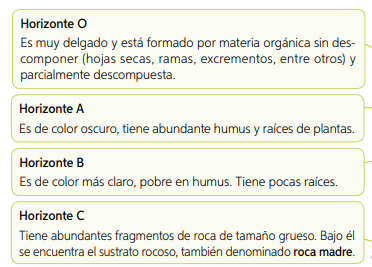 Horizonte O
Es muy delgado y está formado por materia orgánica sin des-
componer (hojas secas, ramas, excrementos, entre otros) y
parcialmente descompuesta.
Horizonte A
Es de color oscuro, tiene abundante humus y raíces de plantas.
Horizonte B
Es de color más claro, pobre en humus. Tiene pocas raíces.
Horizonte C
Tiene abundantes fragmentos de roca de tamaño grueso. Bajo él
se encuentra el sustrato rocoso, también denominado roca madre.